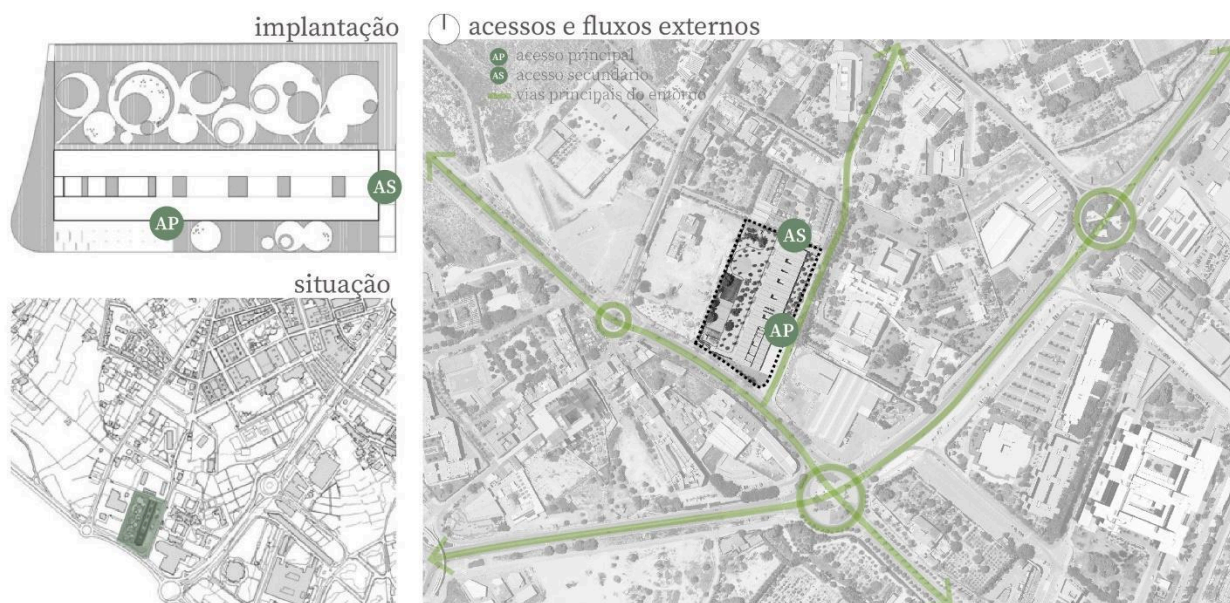 implantação
AS
AP
situação
acessos e fluxos externos
AP acesso principal
AS acesso secundário
vias principais do entorno
AS
AP